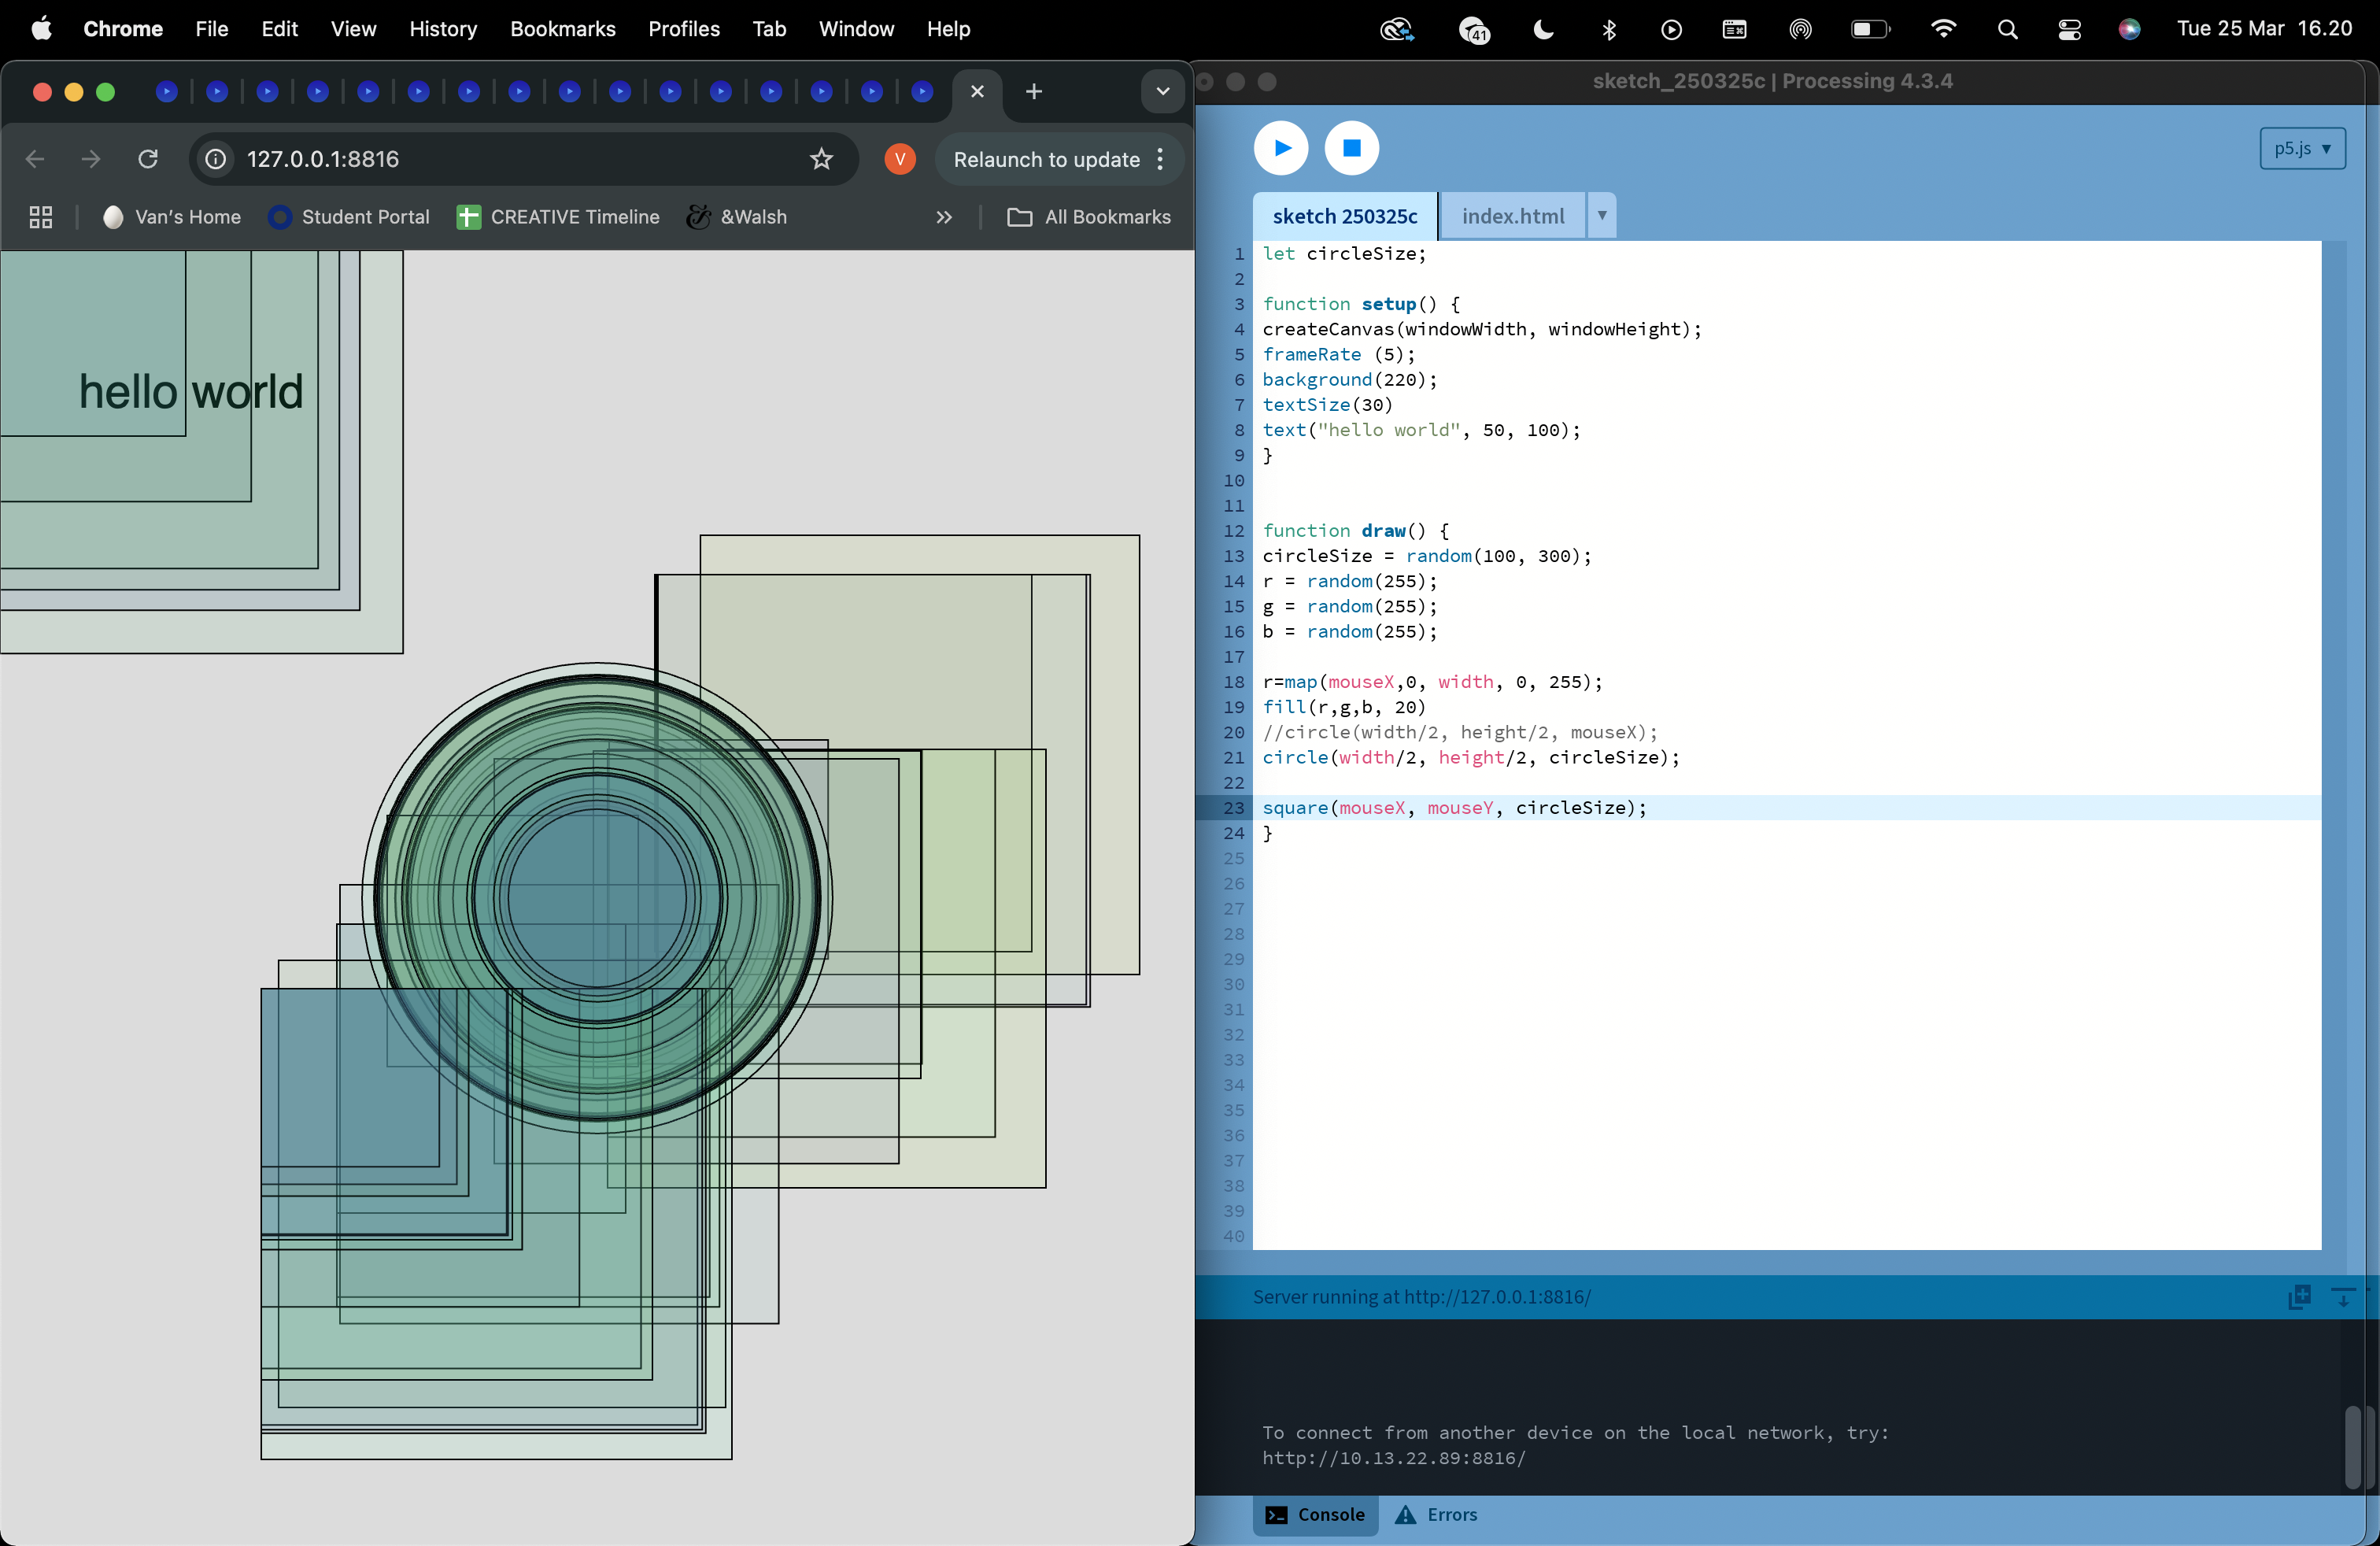 Chrome File Edit View History Bookmarks Profiles Tab Window Help 41 Tue 25 Mar 16.20
127.0.0.1:8816 V Relaunch to update
Van's Home Student Portal CREATIVE Timeline &Walsh All Bookmarks
hello world
sketch_250325c | Processing 4.3.4
p5.js
sketch 250325c index.html
1 let circleSize;
2
3 function setup() {
4 createCanvas(windowWidth, windowHeight);
5 frameRate (5);
6 background(220);
7 textSize(30)
8 text("hello world", 50, 100);
9 }
10
11
12 function draw() {
13 circleSize = random(100, 300);
14 r = random(255);
15 g = random(255);
16 b = random(255);
17
18 r=map(mouseX,0, width, 0, 255);
19 fill(r,g,b, 20)
20 //circle(width/2, height/2, mouseX);
21 circle(width/2, height/2, circleSize);
22
23 square(mouseX, mouseY, circleSize);
24 }
25
26
27
28
29
30
31
32
33
34
35
36
37
38
39
40
Server running at http://127.0.0.1:8816/
To connect from another device on the local network, try:
http://10.13.22.89:8816/
Console Errors